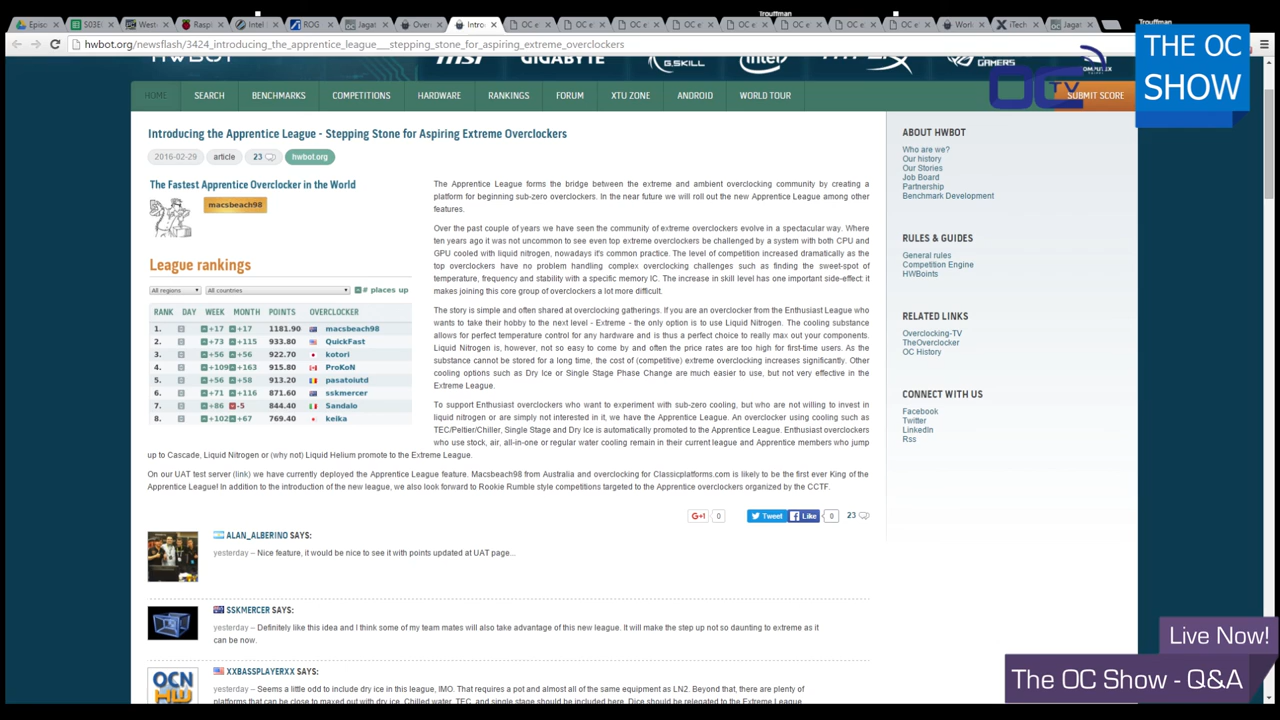 Trouffman
Trouffman
Episo
S03E
West
Rasp
Intel
ROG
Jagat
Over
Intro
OC e
OC e
OC e
OC e
OC e
OC e
OC e
OC e
Worl
iTech
Jagat
hwbot.org/newsflash/3424_introducing_the_apprentice_league__stepping_stone_for_aspiring_extreme_overclockers
THE OC
SHOW
HWBOT
msi
GIGABYTE
G.SKILL
intel
HYPER
GAMERS
OCTV
HOME
SEARCH
BENCHMARKS
COMPETITIONS
HARDWARE
RANKINGS
FORUM
XTU ZONE
ANDROID
WORLD TOUR
SUBMIT SCORE
Introducing the Apprentice League - Stepping Stone for Aspiring Extreme Overclockers
2016-02-29
article
23
hwbot.org
The Fastest Apprentice Overclocker in the World
macsbeach98
League rankings
All regions
All countries
# places up
RANK DAY WEEK MONTH POINTS OVERCLOCKER
1. +17 +17 1181.90 macsbeach98
2. +73 +115 933.80 QuickFast
3. +56 +56 922.70 kotori
4. +109 +163 915.80 ProKoN
5. +56 +58 913.20 pasatoiutd
6. +71 +116 871.60 sskmercer
7. +86 -5 844.40 Sandalo
8. +102 +67 769.40 keika
The Apprentice League forms the bridge between the extreme and ambient overclocking community by creating a
platform for beginning sub-zero overclockers. In the near future we will roll out the new Apprentice League among other
features.
Over the past couple of years we have seen the community of extreme overclockers evolve in a spectacular way. Where
ten years ago it was not uncommon to see even top extreme overclockers be challenged by a system with both CPU and
GPU cooled with liquid nitrogen, nowadays it's common practice. The level of competition increased dramatically as the
top overclockers have no problem handling complex overclocking challenges such as finding the sweet-spot of
temperature, frequency and stability with a specific memory IC. The increase in skill level has one important side-effect: it
makes joining this core group of overclockers a lot more difficult.
The story is simple and often shared at overclocking gatherings. If you are an overclocker from the Enthusiast League who
wants to take their hobby to the next level - Extreme - the only option is to use Liquid Nitrogen. The cooling substance
allows for perfect temperature control for any hardware and is thus a perfect choice to really max out your components.
Liquid Nitrogen is, however, not so easy to come by and often the price rates are too high for first-time users. As the
substance cannot be stored for a long time, the cost of (competitive) extreme overclocking increases significantly. Other
cooling options such as Dry Ice or Single Stage Phase Change are much easier to use, but not very effective in the
Extreme League.
To support Enthusiast overclockers who want to experiment with sub-zero cooling, but who are not willing to invest in
liquid nitrogen or are simply not interested in it, we have the Apprentice League. An overclocker using cooling such as
TEC/Peltier/Chiller, Single Stage and Dry Ice is automatically promoted to the Apprentice League. Enthusiast overclockers
who use stock, air, all-in-one or regular water cooling remain in their current league and Apprentice members who jump
up to Cascade, Liquid Nitrogen or (why not) Liquid Helium promote to the Extreme League.
On our UAT test server (link) we have currently deployed the Apprentice League feature. Macsbeach98 from Australia and overclocking for Classicplatforms.com is likely to be the first ever King of the
Apprentice League! In addition to the introduction of the new league, we also look forward to Rookie Rumble style competitions targeted to the Apprentice overclockers organized by the CCTF.
G+1
0
Tweet
Like
0
23
ALAN_ALBERINO SAYS:
yesterday – Nice feature, it would be nice to see it with points updated at UAT page...
SSKMERCER SAYS:
yesterday – Definitely like this idea and I think some of my team mates will also take advantage of this new league. It will make the step up not so daunting to extreme as it
can be now.
OCN
XXBASSPLAYERXX SAYS:
yesterday – Seems a little odd to include dry ice in this league, IMO. That requires a pot and almost all of the same equipment as LN2. Beyond that, there are plenty of
platforms that can be maxed out with dry ice. Chilled water, TEC, and single stage should be included here. Dice should be relegated to the Extreme League
ABOUT HWBOT
Who are we?
Our history
Our Stories
Job Board
Partnership
Benchmark Development
RULES & GUIDES
General rules
Competition Engine
HWBoints
RELATED LINKS
Overclocking-TV
TheOverclocker
OC History
CONNECT WITH US
Facebook
Twitter
LinkedIn
Rss
Live Now!
The OC Show - Q&A